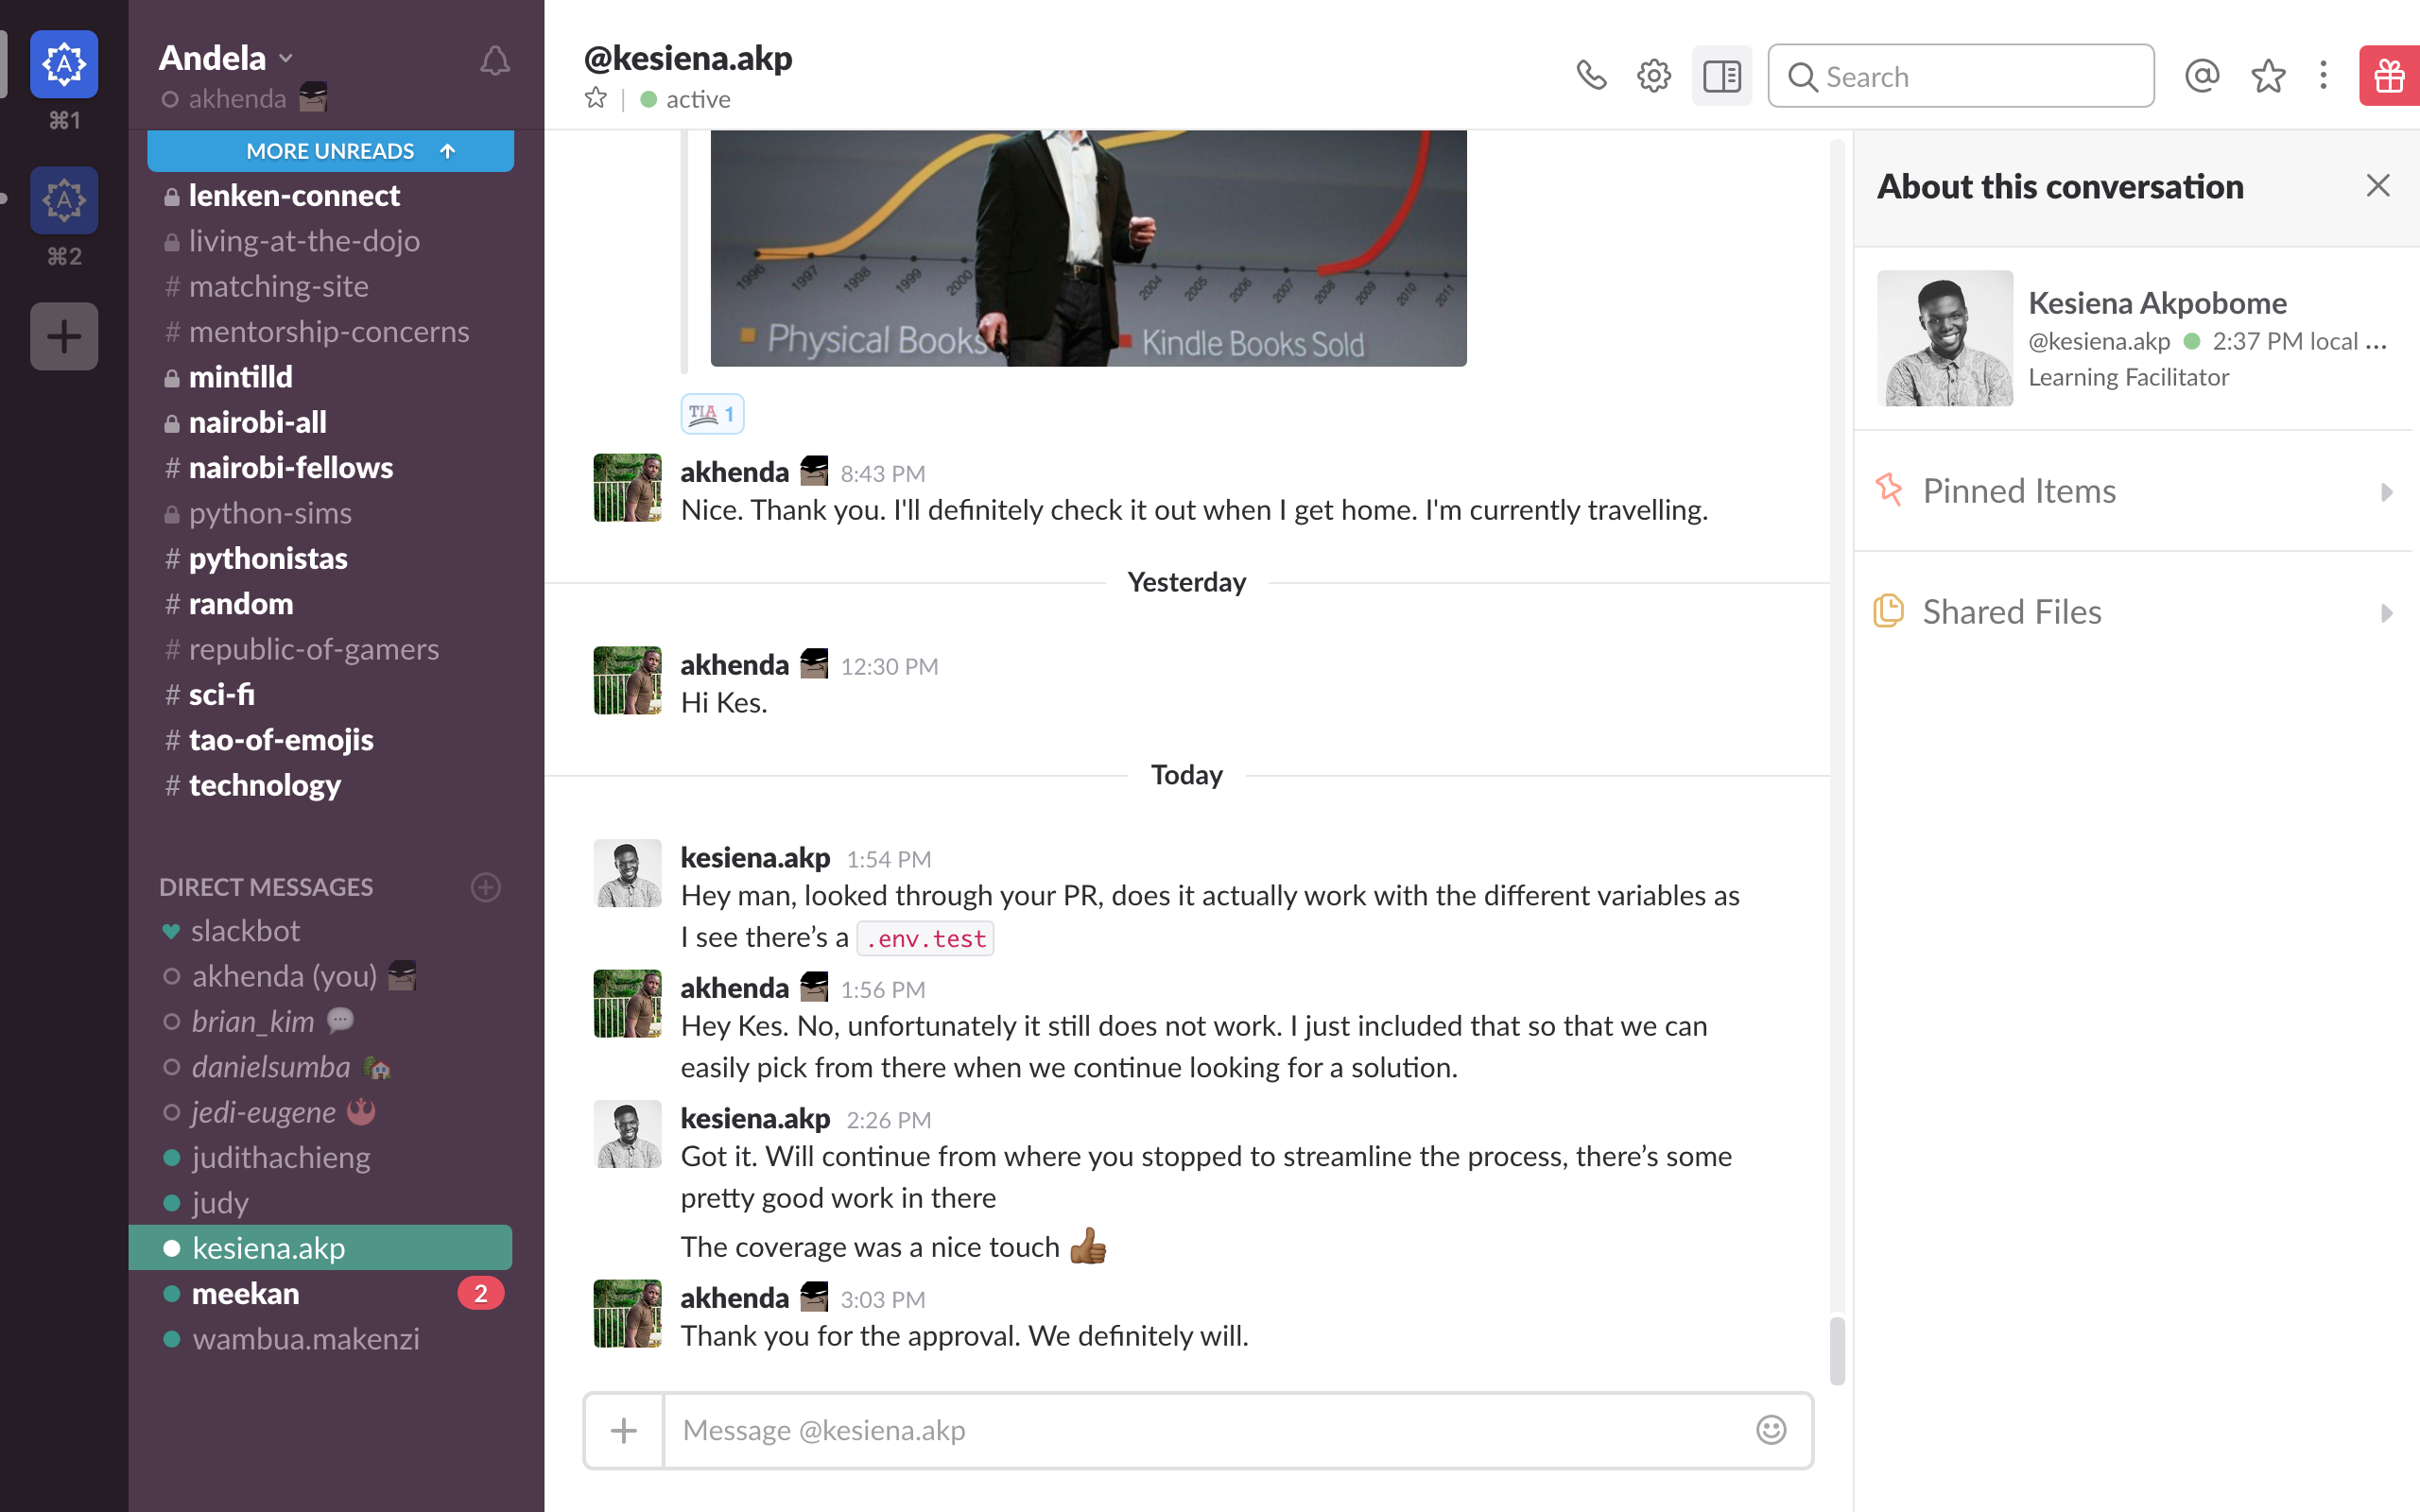 A
⌘1
A
⌘2
Andela
akhenda
MORE UNREADS ↑
lenken-connect
living-at-the-dojo
# matching-site
# mentorship-concerns
mintilld
nairobi-all
# nairobi-fellows
python-sims
# pythonistas
# random
# republic-of-gamers
# sci-fi
# tao-of-emojis
# technology
DIRECT MESSAGES
slackbot
akhenda (you)
brian_kim
danielsumba
jedi-eugene
judithachieng
judy
kesiena.akp
meekan 2
wambua.makenzi
@kesiena.akp
active
Search
1996 1997 1998 1999 2000 2004 2005 2006 2007 2008 2009 2010 2011
Physical Books Kindle Books Sold
TIA 1
akhenda 8:43 PM
Nice. Thank you. I'll definitely check it out when I get home. I'm currently travelling.
Yesterday
akhenda 12:30 PM
Hi Kes.
Today
kesiena.akp 1:54 PM
Hey man, looked through your PR, does it actually work with the different variables as
I see there’s a .env.test
akhenda 1:56 PM
Hey Kes. No, unfortunately it still does not work. I just included that so that we can
easily pick from there when we continue looking for a solution.
kesiena.akp 2:26 PM
Got it. Will continue from where you stopped to streamline the process, there’s some
pretty good work in there
The coverage was a nice touch
akhenda 3:03 PM
Thank you for the approval. We definitely will.
Message @kesiena.akp
About this conversation
Kesiena Akpobome
@kesiena.akp 2:37 PM local ...
Learning Facilitator
Pinned Items
Shared Files